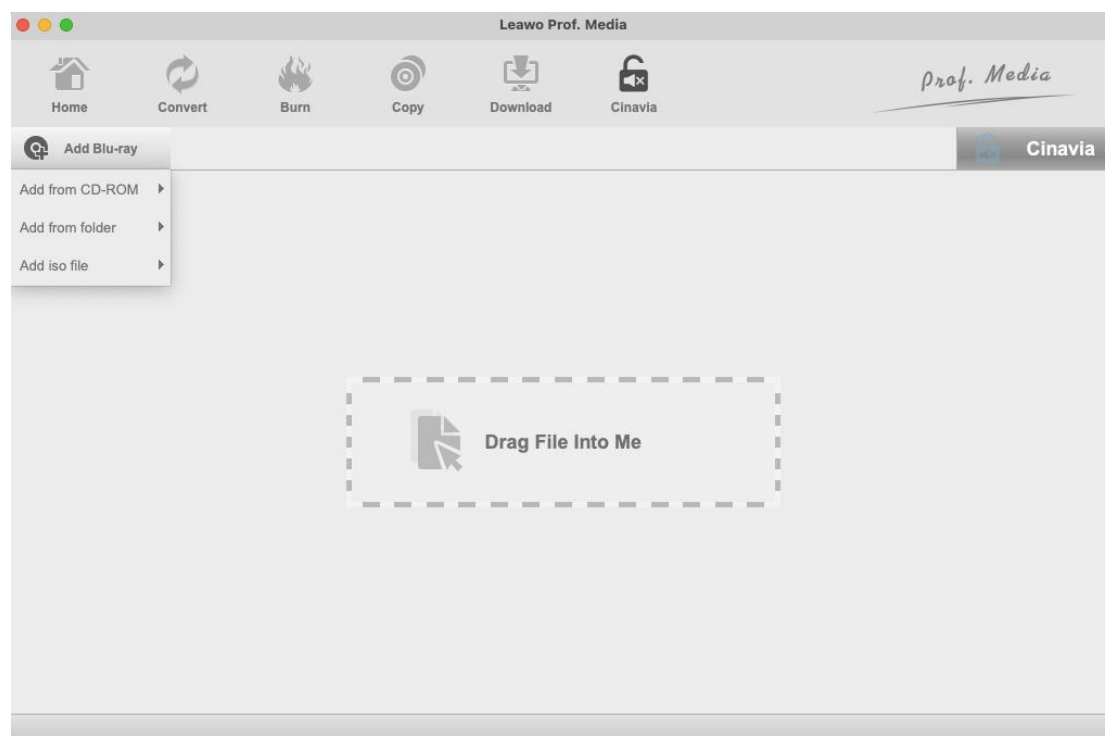 Leawo Prof. Media
Home Convert Burn Copy Download Cinavia
Prof. Media
Add Blu-ray
Cinavia
Add from CD-ROM
Add from folder
Add iso file
Drag File Into Me